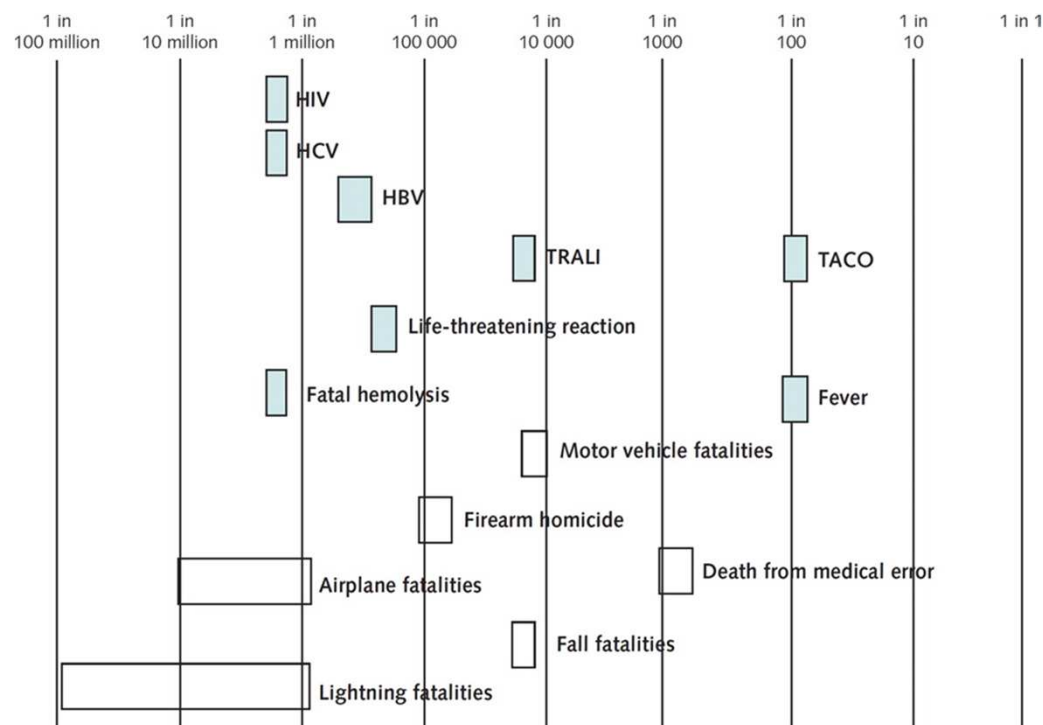 1 in 1 in 1 in 1 in 1 in 1 in 1 in 1 in 1 in 1
100 million 10 million 1 million 100 000 10 000 1000 100 10
HIV
HCV
HBV
TRALI
TACO
Life-threatening reaction
Fatal hemolysis
Fever
Motor vehicle fatalities
Firearm homicide
Death from medical error
Airplane fatalities
Fall fatalities
Lightning fatalities